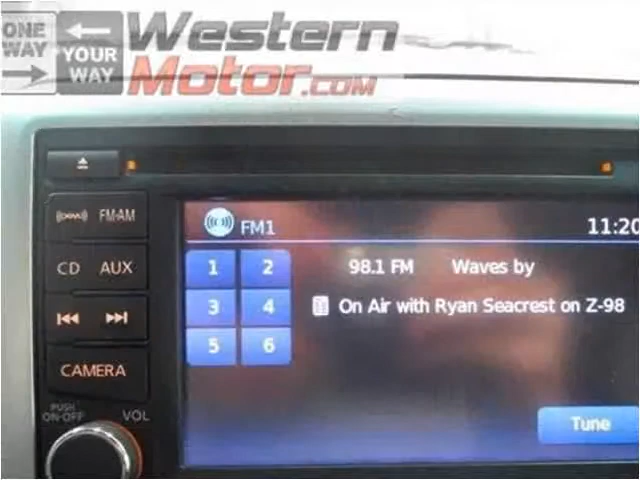 ONE WAY
YOUR WAY
Western
Motor.com
(((xm))) FM-AM
FM1
11:20
CD AUX
1 2
98.1 FM Waves by
3 4
On Air with Ryan Seacrest on Z-98
5 6
CAMERA
PUSH
ON-OFF
VOL
Tune